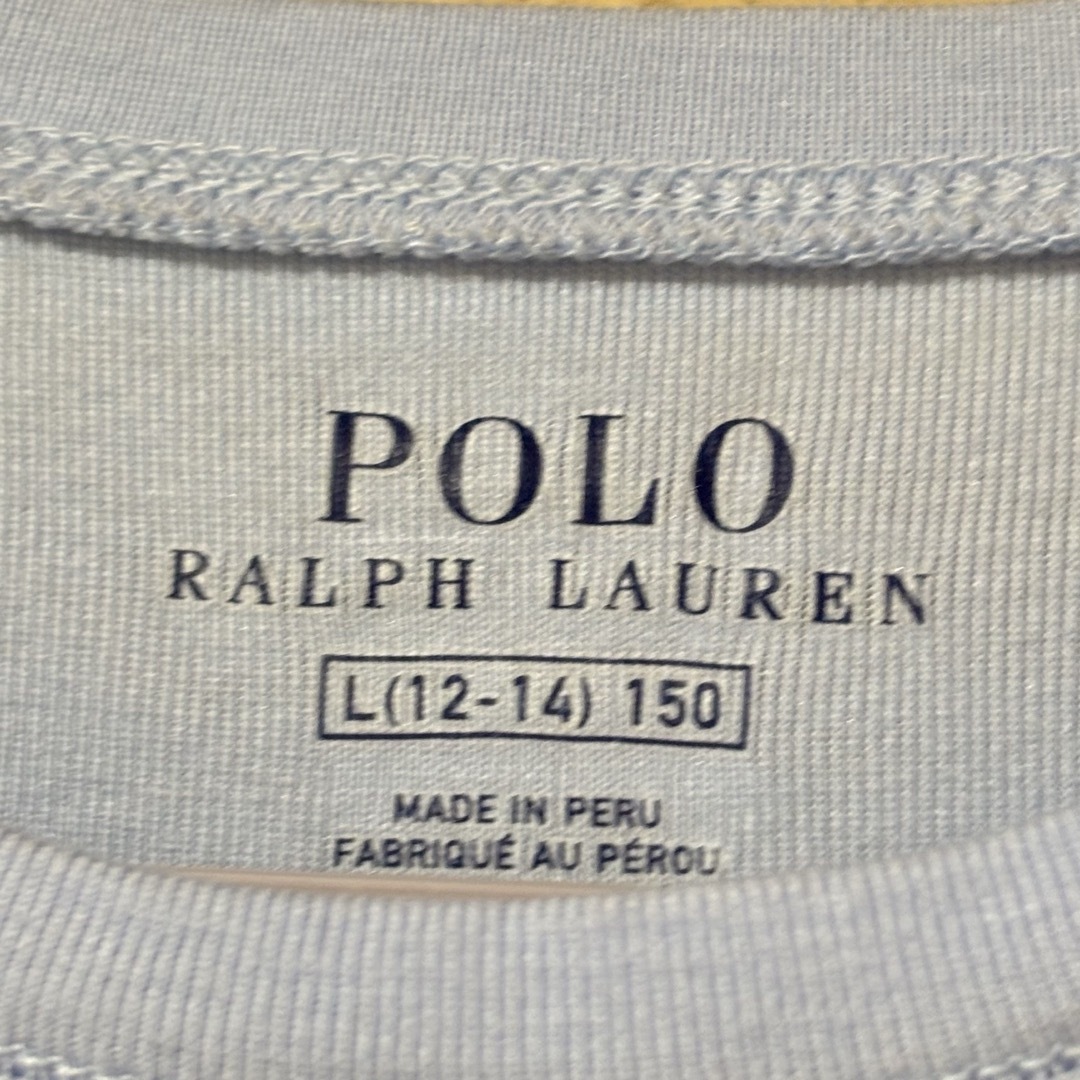 POLO
RALPH LAUREN
L(12-14) 150
MADE IN PERU
FABRIQUÉ AU PÉROU